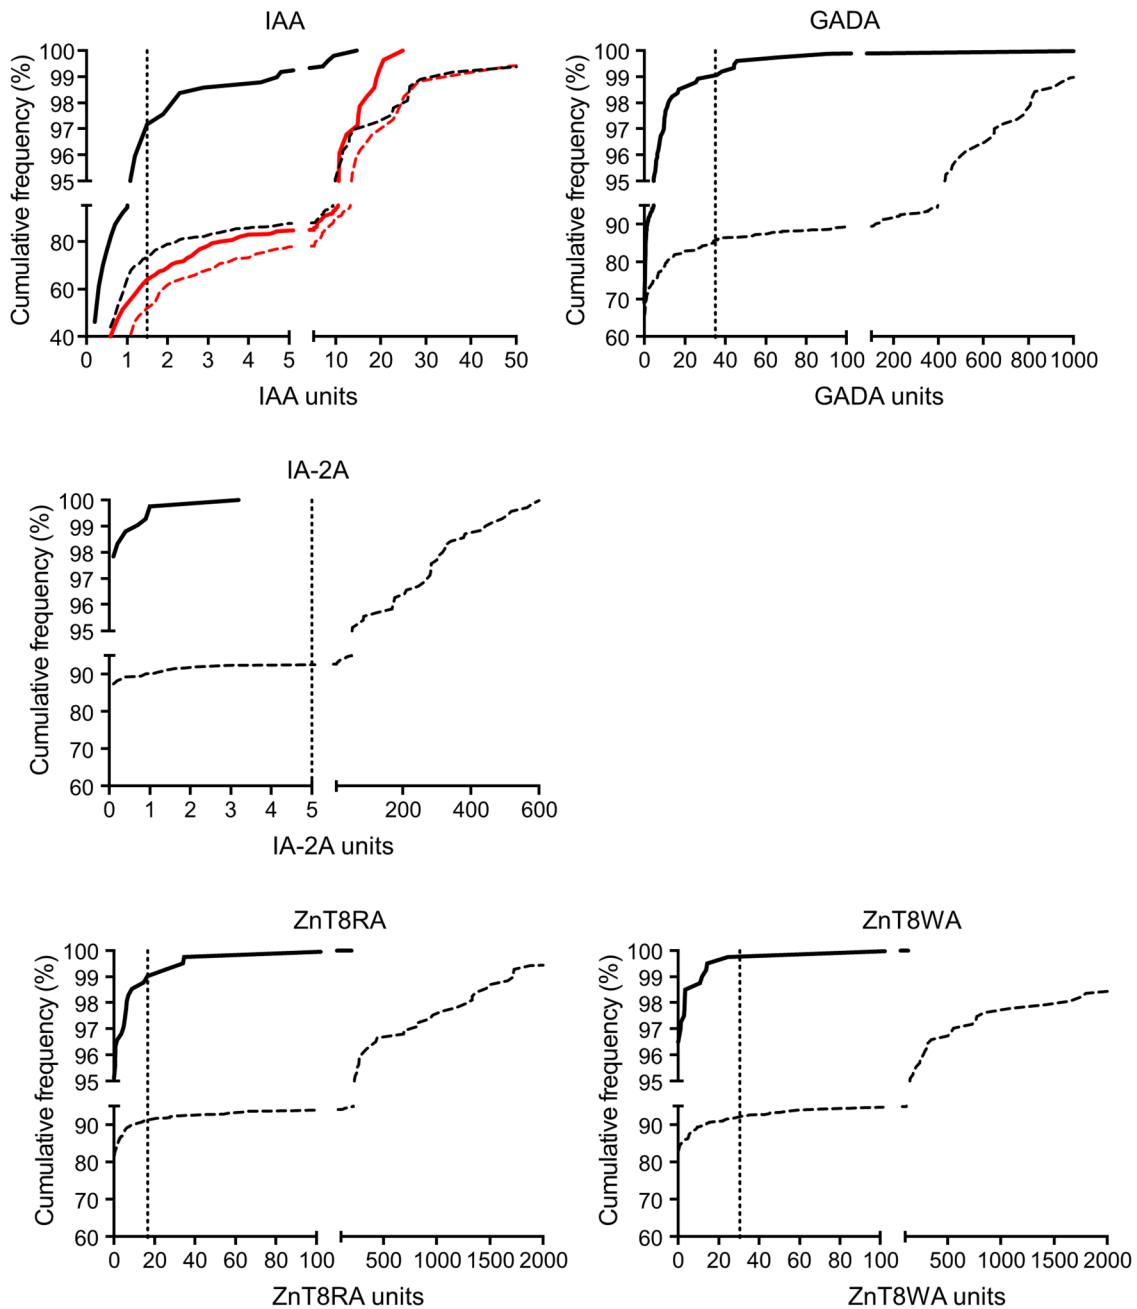 IAA
Cumulative frequency (%)
100
99
98
97
96
95
80
60
40
0 1 2 3 4 5 10 20 30 40 50
IAA units
GADA
Cumulative frequency (%)
100
99
98
97
96
95
90
80
70
60
0 20 40 60 80 100 200 400 600 800 1000
GADA units
IA-2A
Cumulative frequency (%)
100
99
98
97
96
95
90
80
70
60
0 1 2 3 4 5 200 400 600
IA-2A units
ZnT8RA
Cumulative frequency (%)
100
99
98
97
96
95
90
80
70
60
0 20 40 60 80 100 500 1000 1500 2000
ZnT8RA units
ZnT8WA
Cumulative frequency (%)
100
99
98
97
96
95
90
80
70
60
0 20 40 60 80 100 500 1000 1500 2000
ZnT8WA units